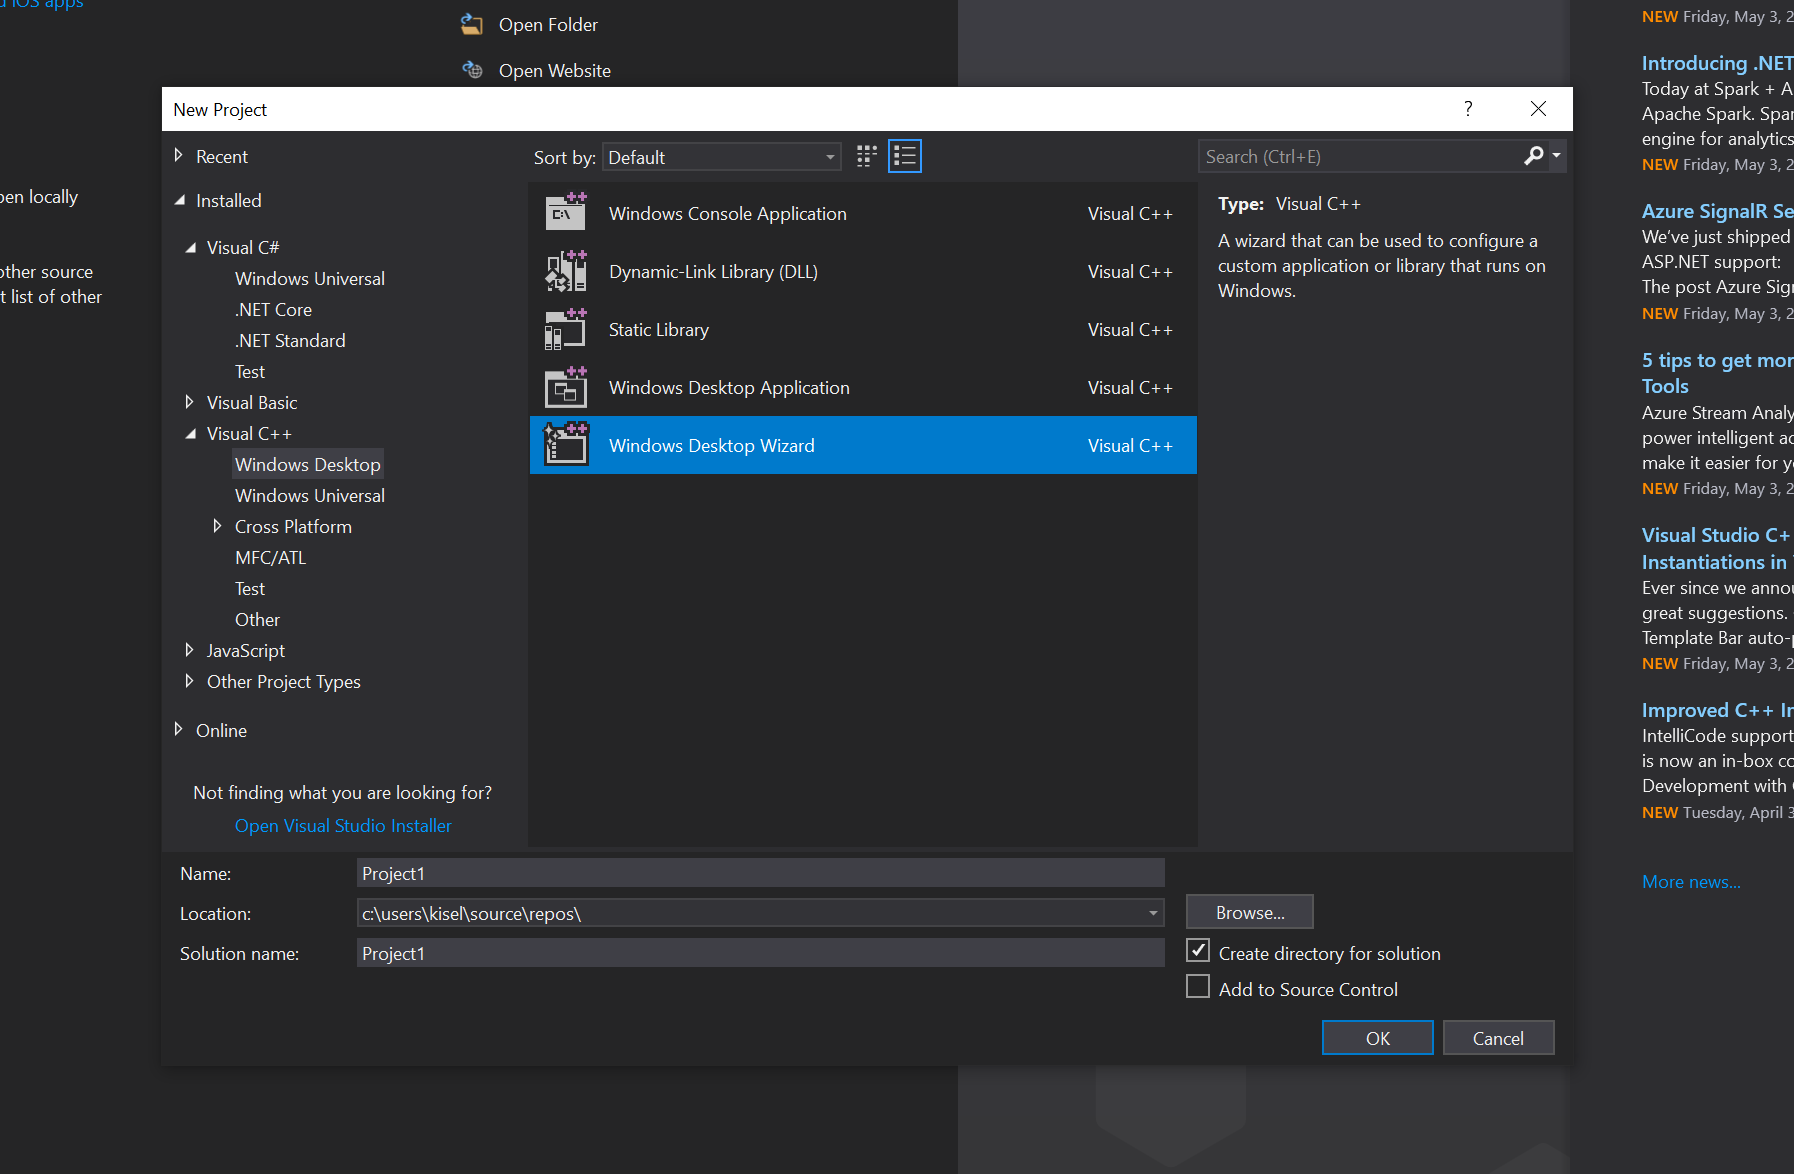 d iOS apps
Open Folder
Open Website
pen locally
other source
t list of other
New Project
?
Recent
Installed
Visual C#
Windows Universal
.NET Core
.NET Standard
Test
Visual Basic
Visual C++
Windows Desktop
Windows Universal
Cross Platform
MFC/ATL
Test
Other
JavaScript
Other Project Types
Online
Not finding what you are looking for?
Open Visual Studio Installer
Sort by: Default
Windows Console Application Visual C++
Dynamic-Link Library (DLL) Visual C++
Static Library Visual C++
Windows Desktop Application Visual C++
Windows Desktop Wizard Visual C++
Search (Ctrl+E)
Type: Visual C++
A wizard that can be used to configure a
custom application or library that runs on
Windows.
Name: Project1
Location: c:\users\kisel\source\repos\
Browse...
Solution name: Project1
Create directory for solution
Add to Source Control
OK
Cancel
NEW Friday, May 3, 2
Introducing .NET
Today at Spark + A
Apache Spark. Spar
engine for analytics
NEW Friday, May 3, 2
Azure SignalR Se
We've just shipped
ASP.NET support:
The post Azure Sig
NEW Friday, May 3, 2
5 tips to get mor
Tools
Azure Stream Analy
power intelligent ac
make it easier for y
NEW Friday, May 3, 2
Visual Studio C+
Instantiations in
Ever since we annou
great suggestions.
Template Bar auto-p
NEW Friday, May 3, 2
Improved C++ In
IntelliCode support
is now an in-box co
Development with
NEW Tuesday, April 3
More news...